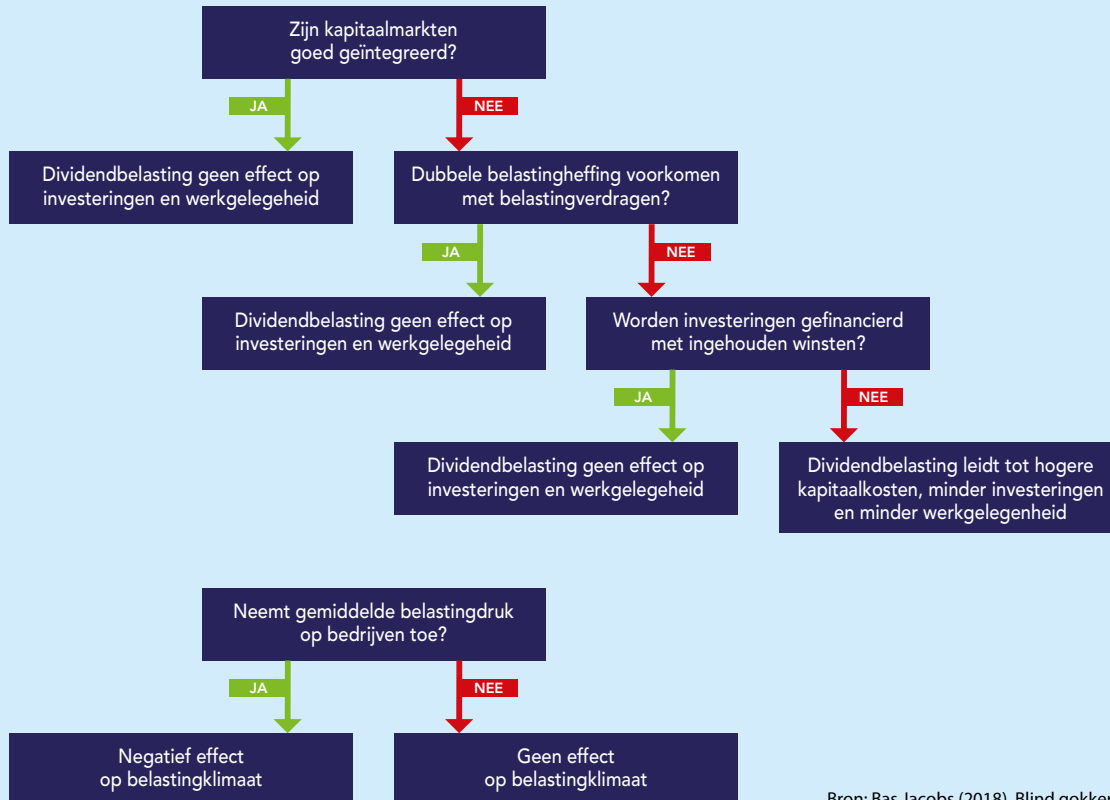 Zijn kapitaalmarkten
goed geïntegreerd?
JA
NEE
Dividendbelasting geen effect op
investeringen en werkgelegeheid
Dubbele belastingheffing voorkomen
met belastingverdragen?
JA
NEE
Dividendbelasting geen effect op
investeringen en werkgelegeheid
Worden investeringen gefinancierd
met ingehouden winsten?
JA
NEE
Dividendbelasting geen effect op
investeringen en werkgelegeheid
Dividendbelasting leidt tot hogere
kapitaalkosten, minder investeringen
en minder werkgelegenheid
Neemt gemiddelde belastingdruk
op bedrijven toe?
JA
NEE
Negatief effect
op belastingklimaat
Geen effect
op belastingklimaat
Bron: Bas Jacobs (2018), Blind gokken